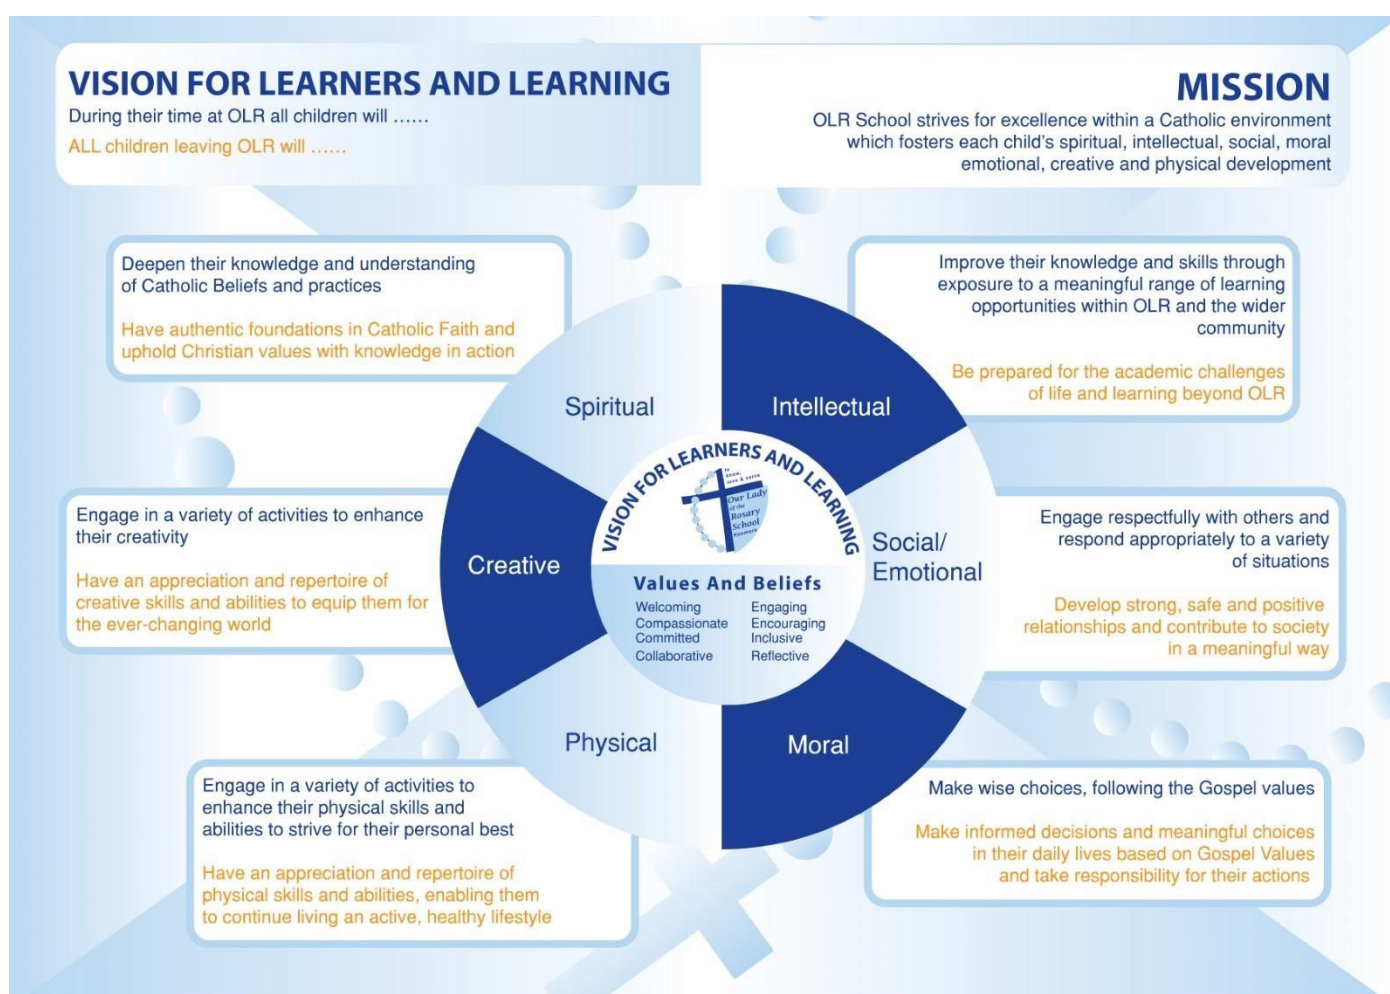 VISION FOR LEARNERS AND LEARNING
During their time at OLR all children will ......
ALL children leaving OLR will ......
MISSION
OLR School strives for excellence within a Catholic environment
which fosters each child's spiritual, intellectual, social, moral
emotional, creative and physical development
Deepen their knowledge and understanding
of Catholic Beliefs and practices
Have authentic foundations in Catholic Faith and
uphold Christian values with knowledge in action
Improve their knowledge and skills through
exposure to a meaningful range of learning
opportunities within OLR and the wider
community
Be prepared for the academic challenges
of life and learning beyond OLR
Spiritual
Intellectual
Creative
Social/
Emotional
Physical
Moral
VISION FOR LEARNERS AND LEARNING
to
know,
love & serve
Our Lady
of the
Rosary
School
Values And Beliefs
Welcoming
Compassionate
Committed
Collaborative
Engaging
Encouraging
Inclusive
Reflective
Engage in a variety of activities to enhance
their creativity
Have an appreciation and repertoire of
creative skills and abilities to equip them for
the ever-changing world
Engage respectfully with others and
respond appropriately to a variety
of situations
Develop strong, safe and positive
relationships and contribute to society
in a meaningful way
Engage in a variety of activities to
enhance their physical skills and
abilities to strive for their personal best
Have an appreciation and repertoire of
physical skills and abilities, enabling them
to continue living an active, healthy lifestyle
Make wise choices, following the Gospel values
Make informed decisions and meaningful choices
in their daily lives based on Gospel Values
and take responsibility for their actions